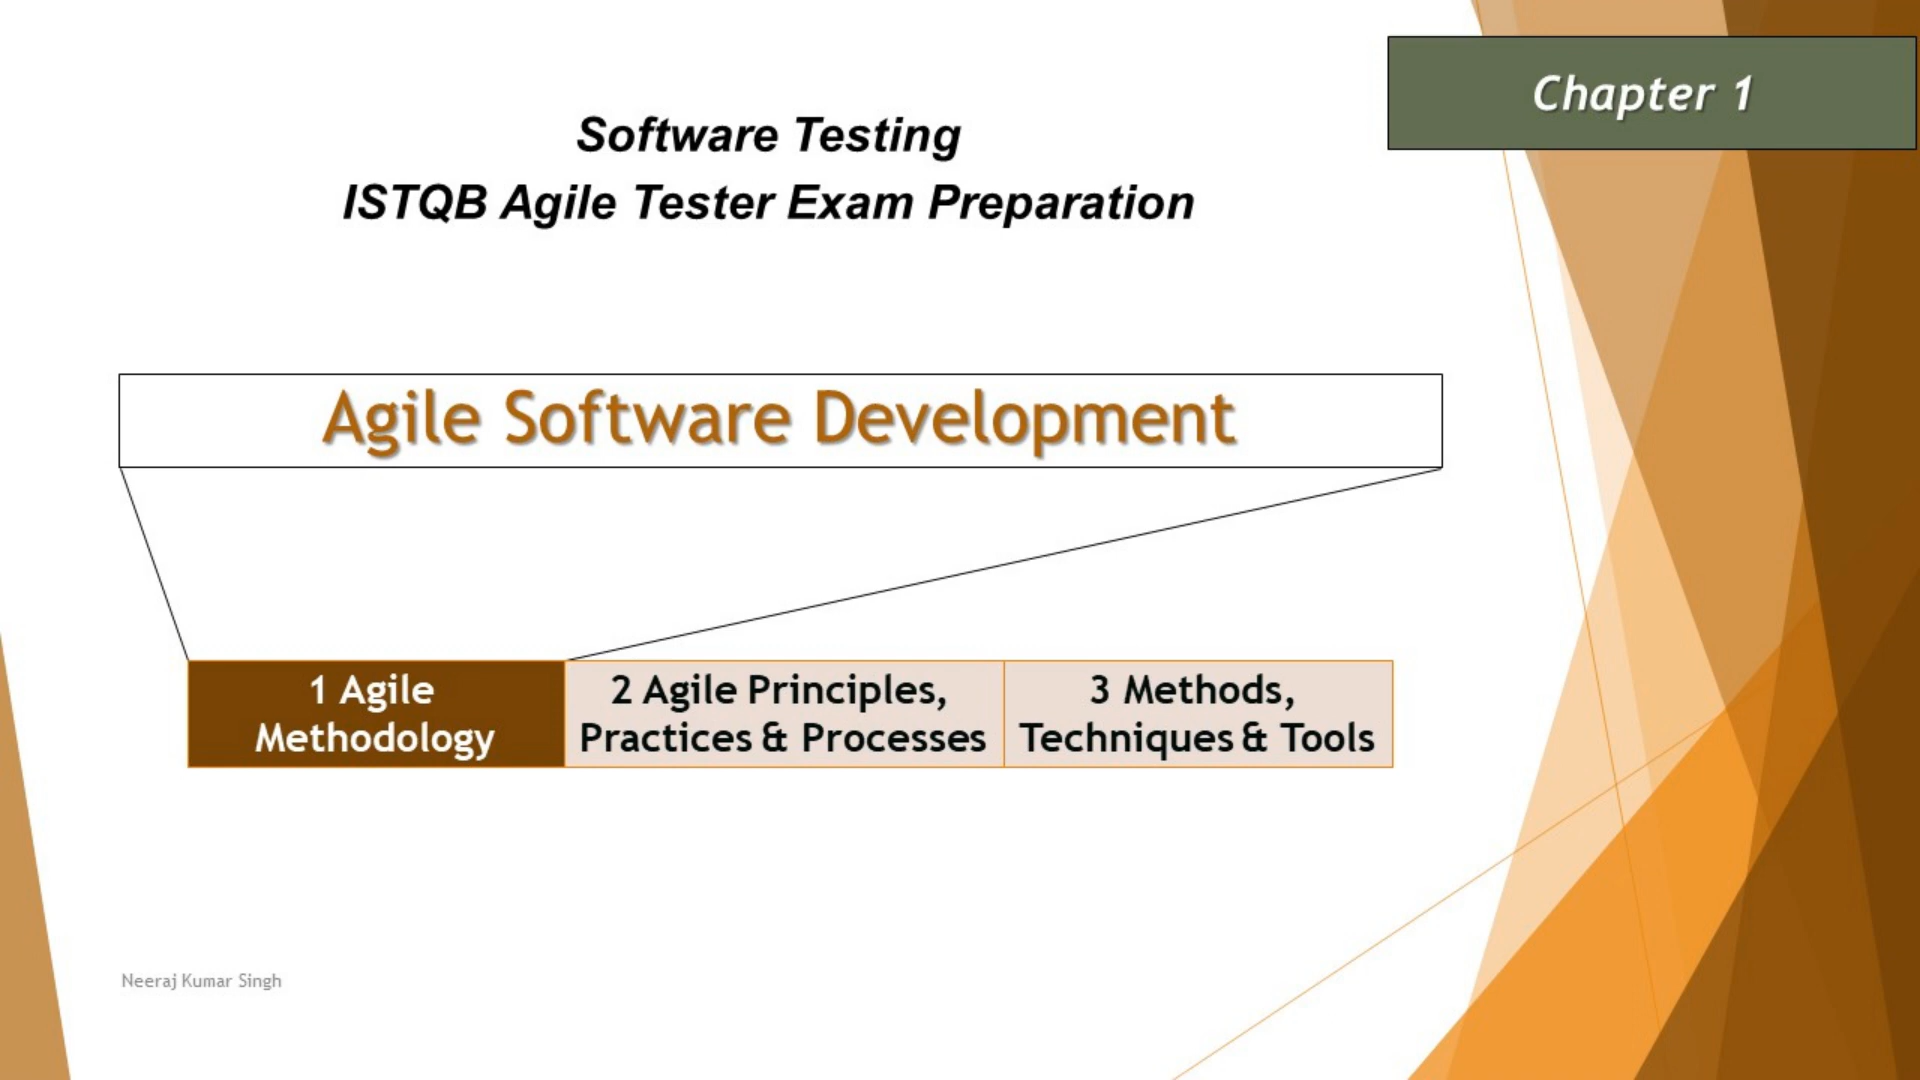 Chapter 1
Software Testing
ISTQB Agile Tester Exam Preparation
Agile Software Development
1 Agile
Methodology
2 Agile Principles,
Practices & Processes
3 Methods,
Techniques & Tools
Neeraj Kumar Singh